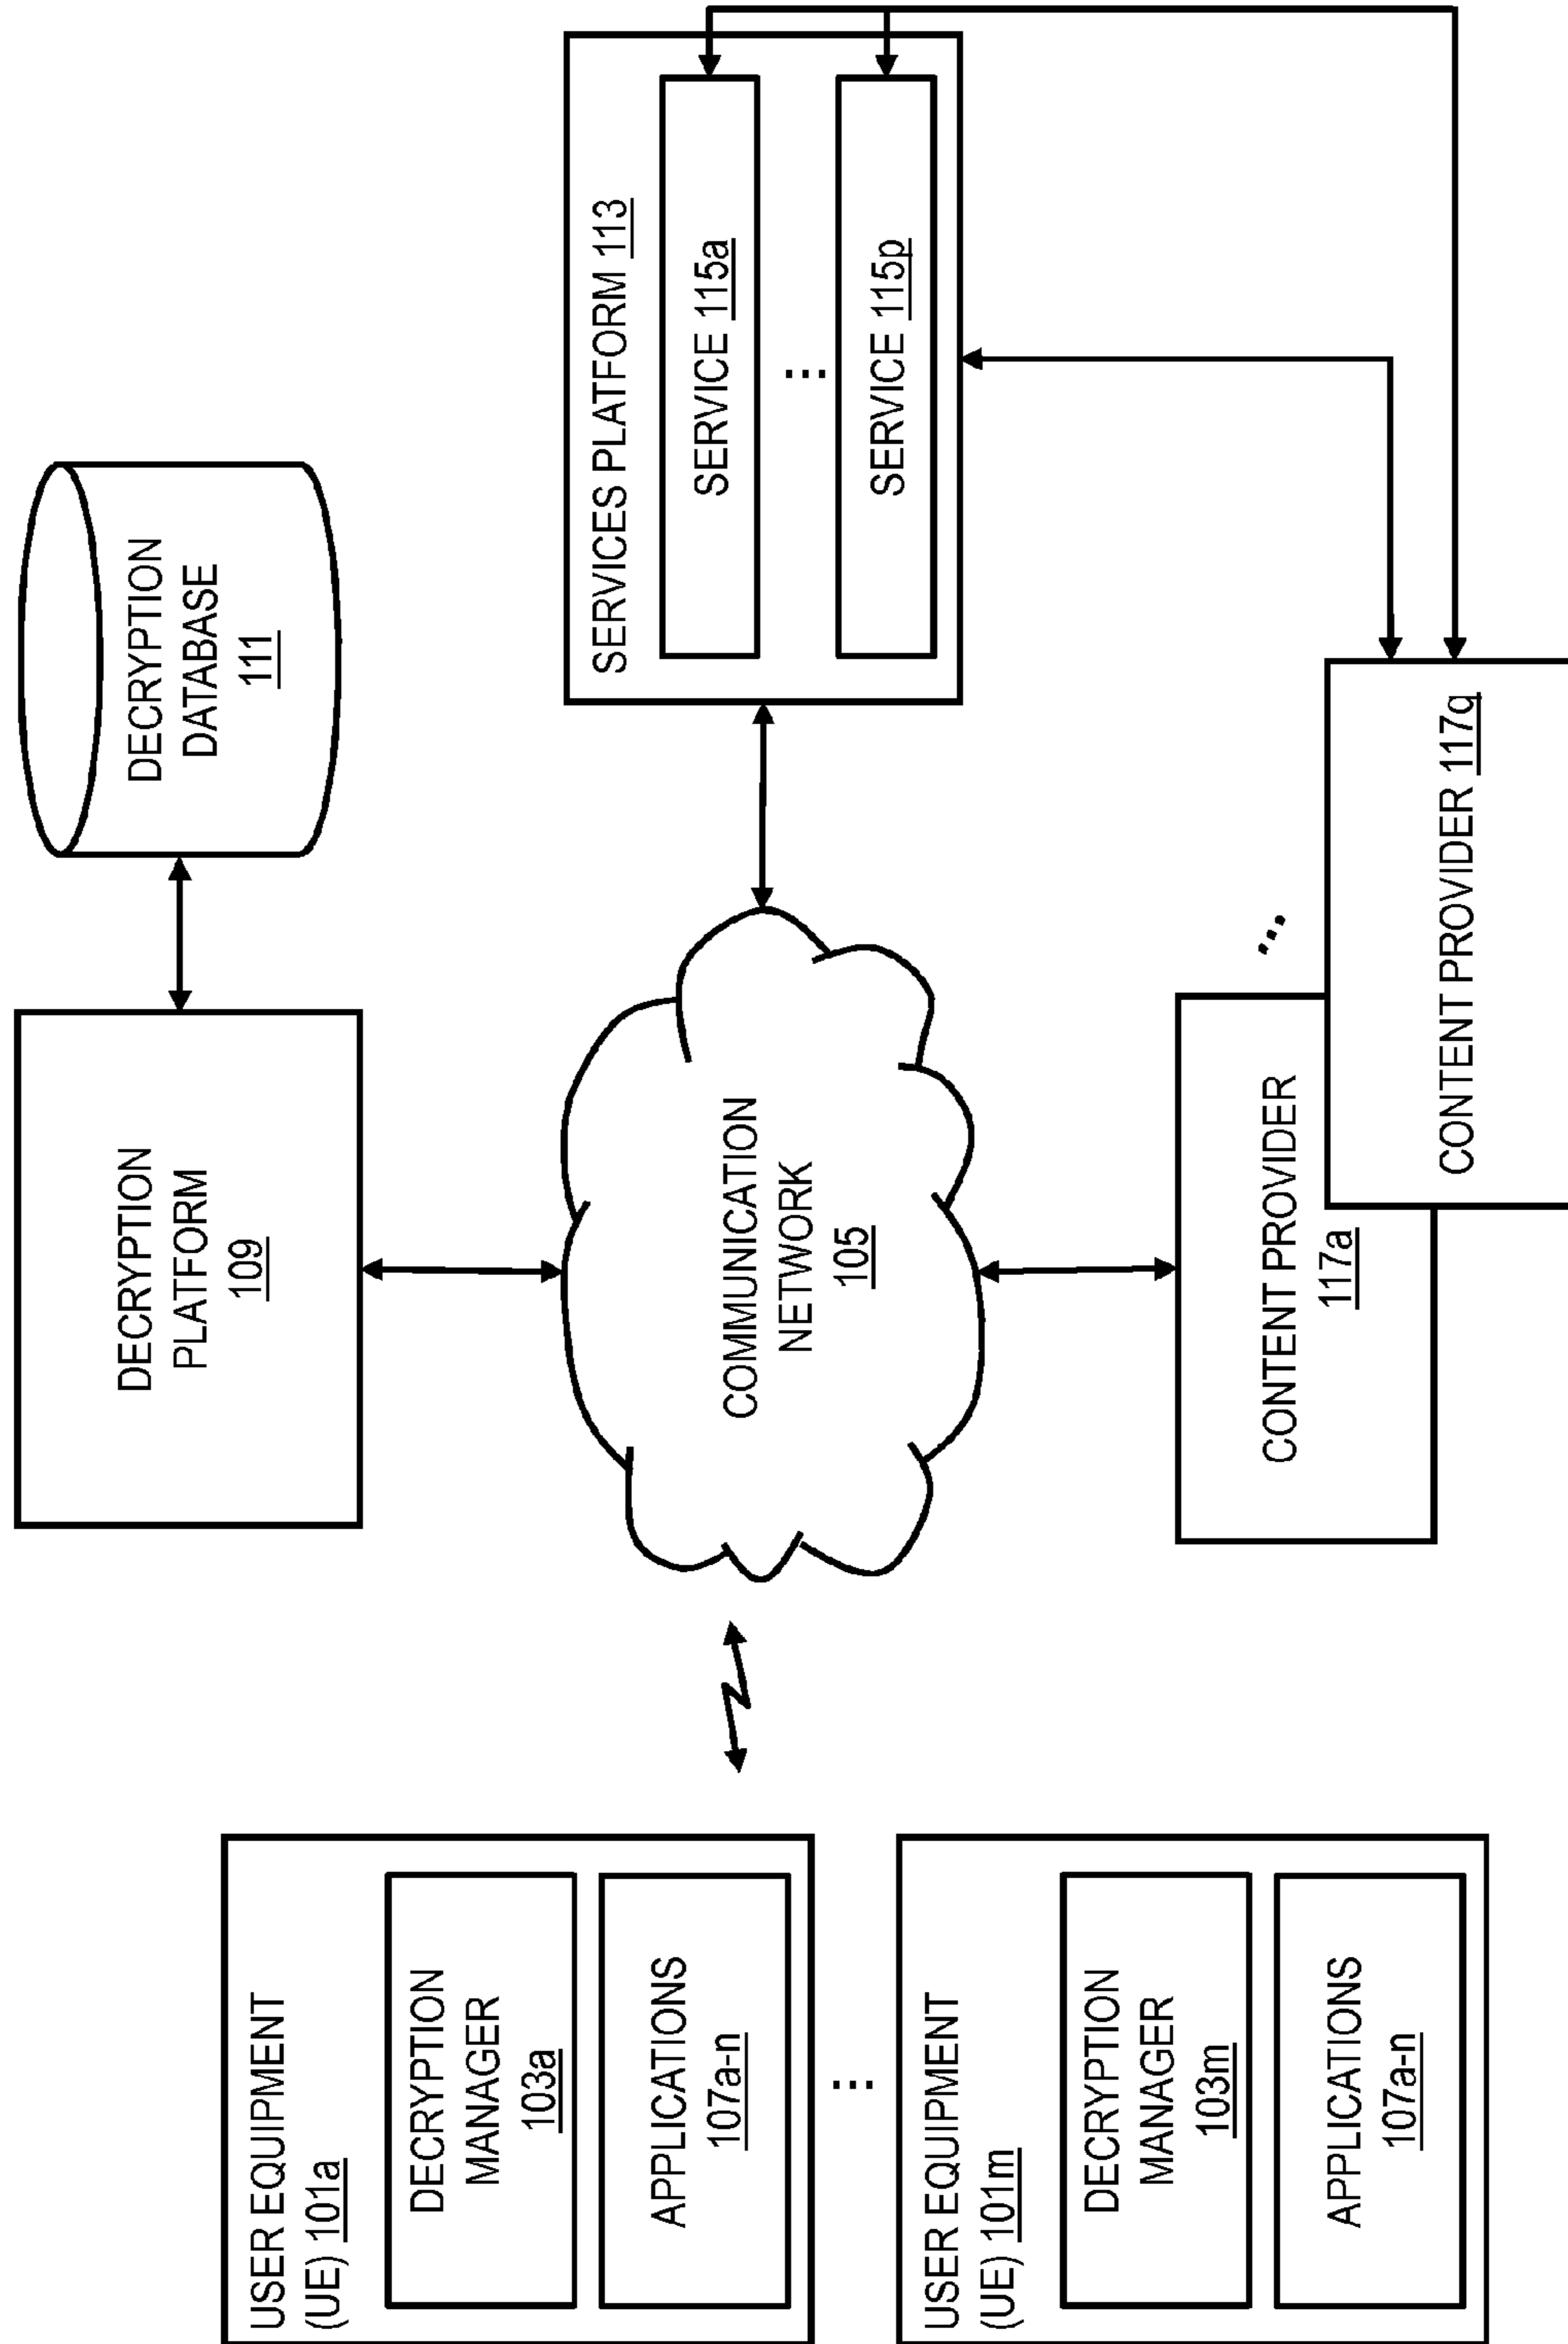 DECRYPTION
PLATFORM
109
DECRYPTION
DATABASE
111
USER EQUIPMENT
(UE) 101a
DECRYPTION
MANAGER
103a
APPLICATIONS
107a-n
...
USER EQUIPMENT
(UE) 101m
DECRYPTION
MANAGER
103m
APPLICATIONS
107a-n
COMMUNICATION
NETWORK
105
SERVICES PLATFORM 113
SERVICE 115a
...
SERVICE 115p
CONTENT PROVIDER
117a
...
CONTENT PROVIDER 117q